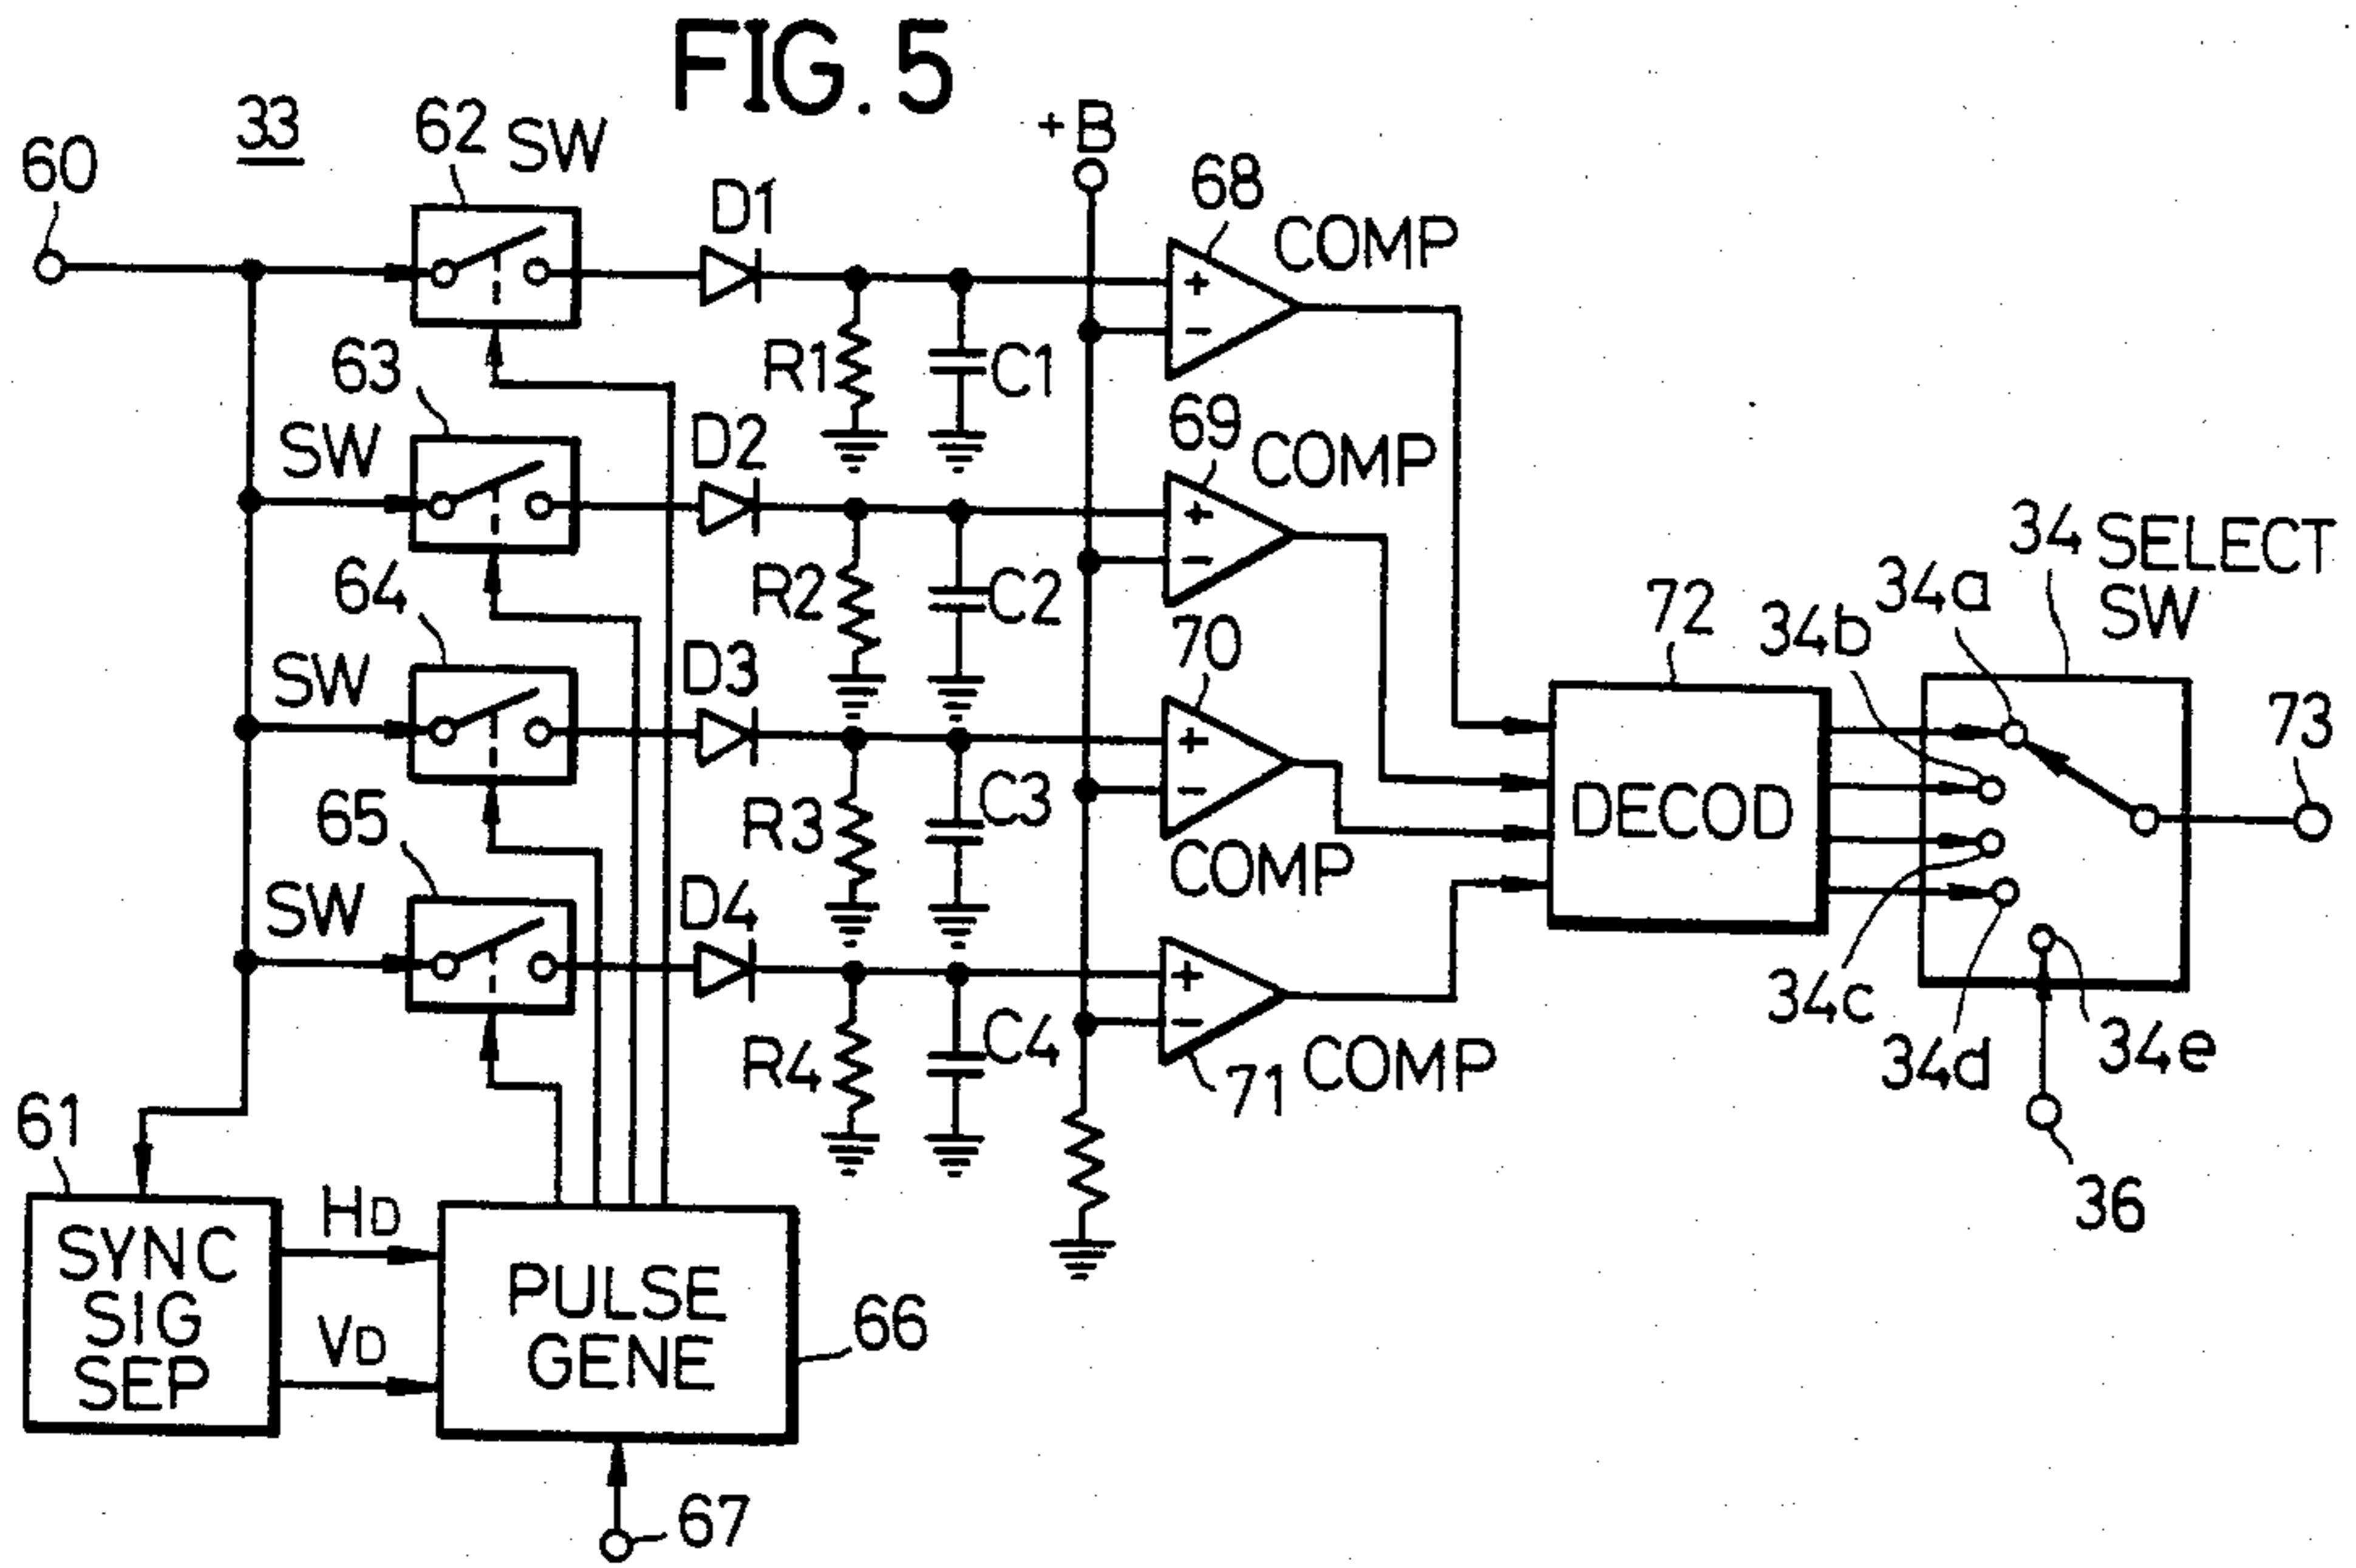 FIG. 5
33
62 SW
+B
60
D1
68
COMP
R1
C1
63
SW
D2
69
COMP
34 SELECT
SW
64
R2
C2
34a
72
34b
70
SW
D3
73
65
R3
C3
DECOD
COMP
SW
D4
34c
34d
34e
R4
C4
71 COMP
61
36
SYNC
SIG
SEP
HD
VD
PULSE
GENE
66
67
+
-
+
-
+
-
+
-